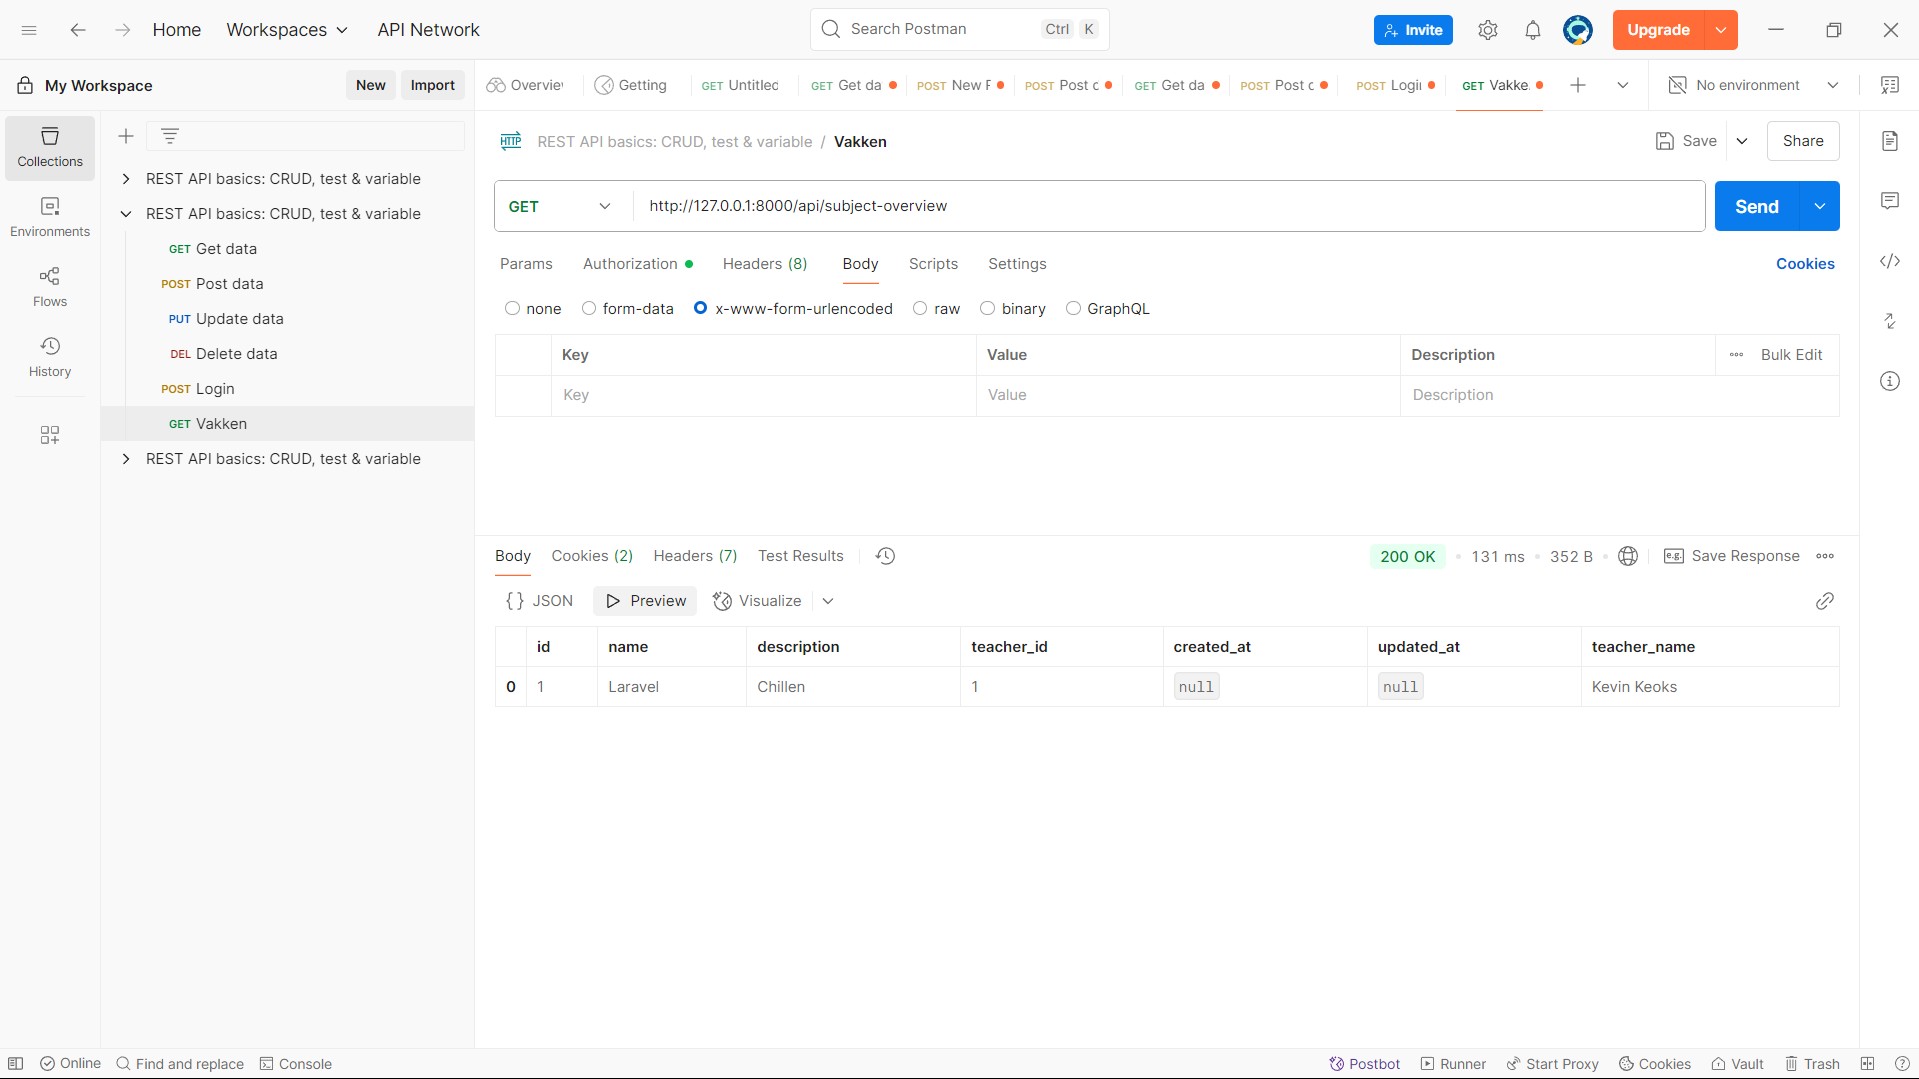 Home Workspaces API Network Search Postman Ctrl K Invite Upgrade
My Workspace New Import Overvie Getting GET Untitled GET Get da POST New F POST Post c GET Get da POST Post c POST Logi GET Vakke No environment
Collections
Environments
Flows
History
REST API basics: CRUD, test & variable
REST API basics: CRUD, test & variable
GET Get data
POST Post data
PUT Update data
DEL Delete data
POST Login
GET Vakken
REST API basics: CRUD, test & variable
HTTP REST API basics: CRUD, test & variable / Vakken Save Share
GET http://127.0.0.1:8000/api/subject-overview Send
Params Authorization Headers (8) Body Scripts Settings Cookies
none form-data x-www-form-urlencoded raw binary GraphQL
Key Value Description Bulk Edit
Key Value Description
Body Cookies (2) Headers (7) Test Results 200 OK 131 ms 352 B e.g. Save Response
{} JSON Preview Visualize
id name description teacher_id created_at updated_at teacher_name
0 1 Laravel Chillen 1 null null Kevin Keoks
Online Find and replace Console Postbot Runner Start Proxy Cookies Vault Trash